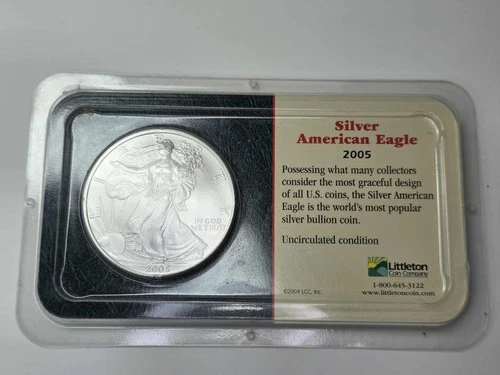 Silver
American Eagle
2005
Possessing what many collectors
consider the most graceful design
of all U.S. coins, the Silver American
Eagle is the world's most popular
silver bullion coin.
Uncirculated condition
Littleton
Coin Company
©2004 LCC, Inc.
1-800-645-3122
www.littletoncoin.com
IN GOD
WE TRUST
2005